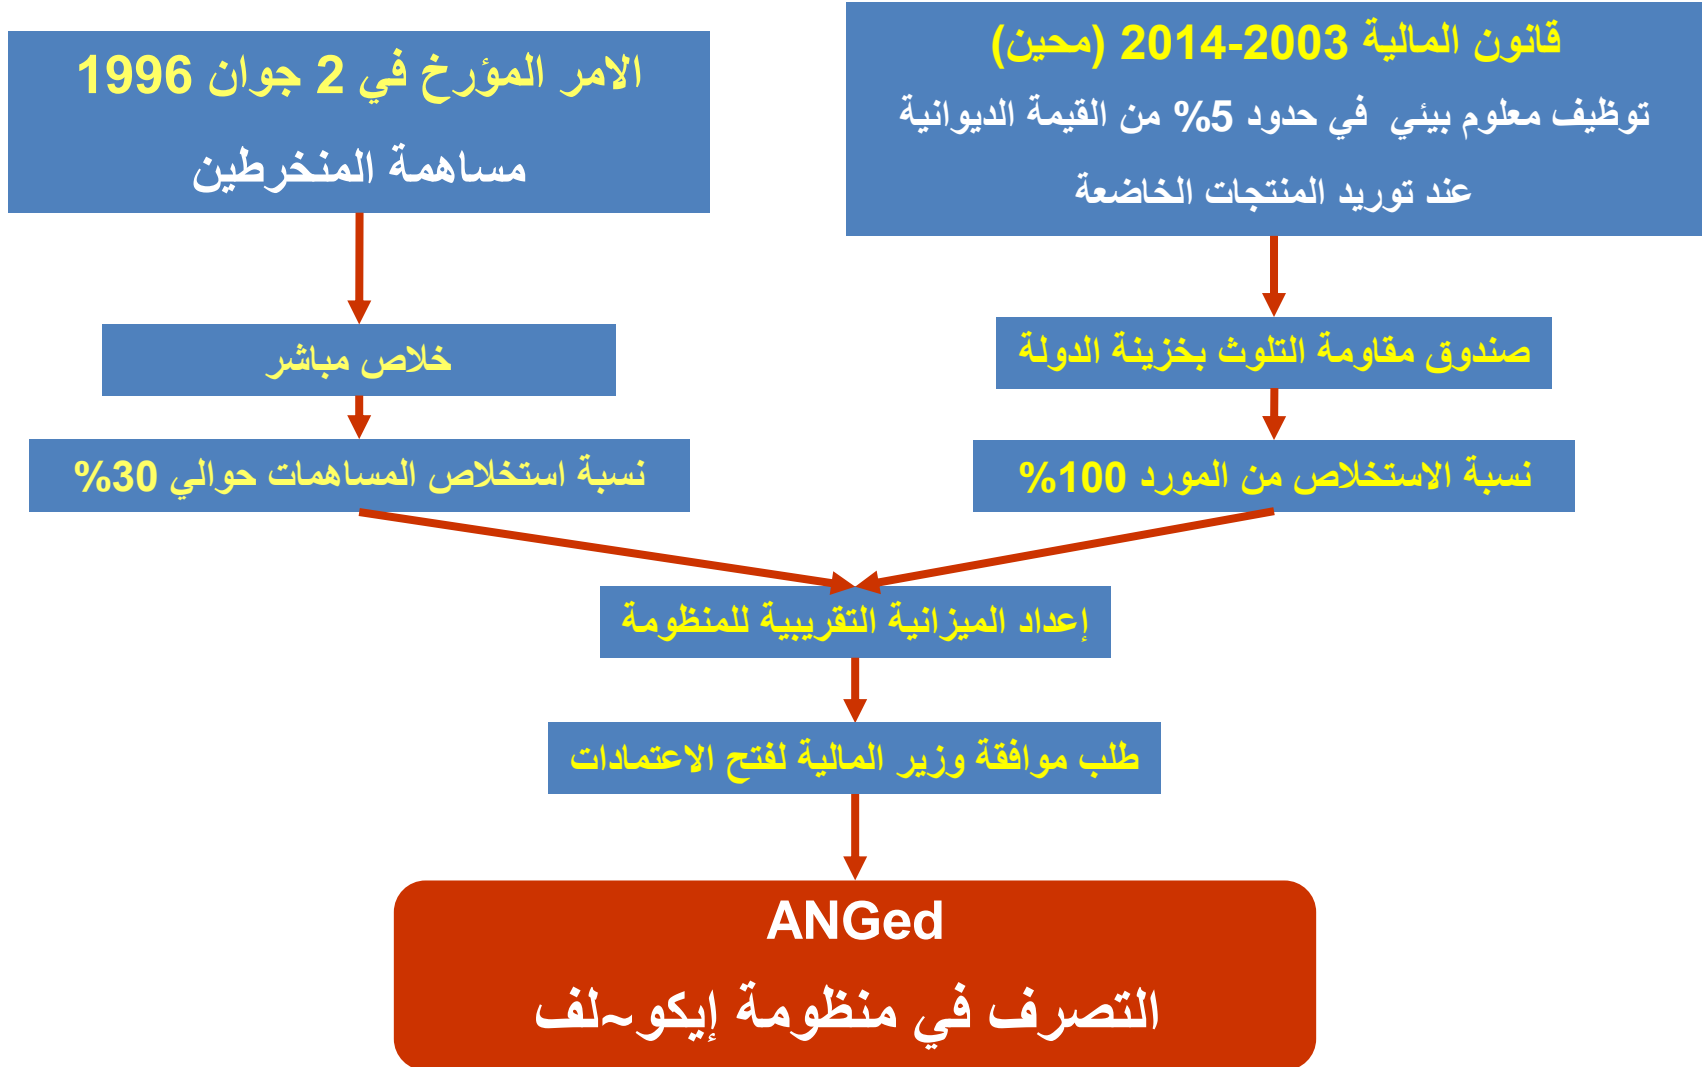 قانون المالية 2003-2014 (محين)
توظيف معلوم بيئي في حدود 5% من القيمة الديوانية
عند توريد المنتجات الخاضعة
الامر المؤرخ في 2 جوان 1996
مساهمة المنخرطين
صندوق مقاومة التلوث بخزينة الدولة
خلاص مباشر
نسبة الاستخلاص من المورد 100%
نسبة استخلاص المساهمات حوالي 30%
إعداد الميزانية التقريبية للمنظومة
طلب موافقة وزير المالية لفتح الاعتمادات
ANGed
التصرف في منظومة إيكو~لف